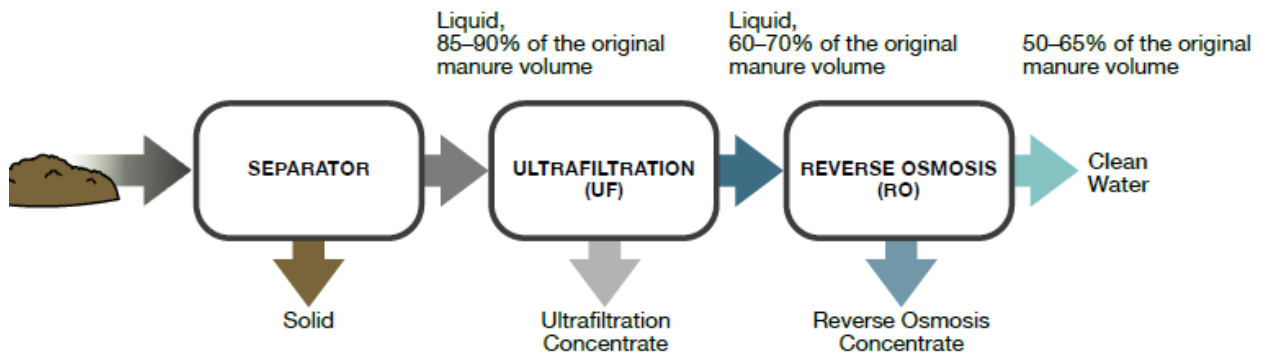 Liquid,
85–90% of the original
manure volume
Liquid,
60–70% of the original
manure volume
50–65% of the original
manure volume
SEPARATOR
ULTRAFILTRATION
(UF)
REVERSE OSMOSIS
(RO)
Clean
Water
Solid
Ultrafiltration
Concentrate
Reverse Osmosis
Concentrate